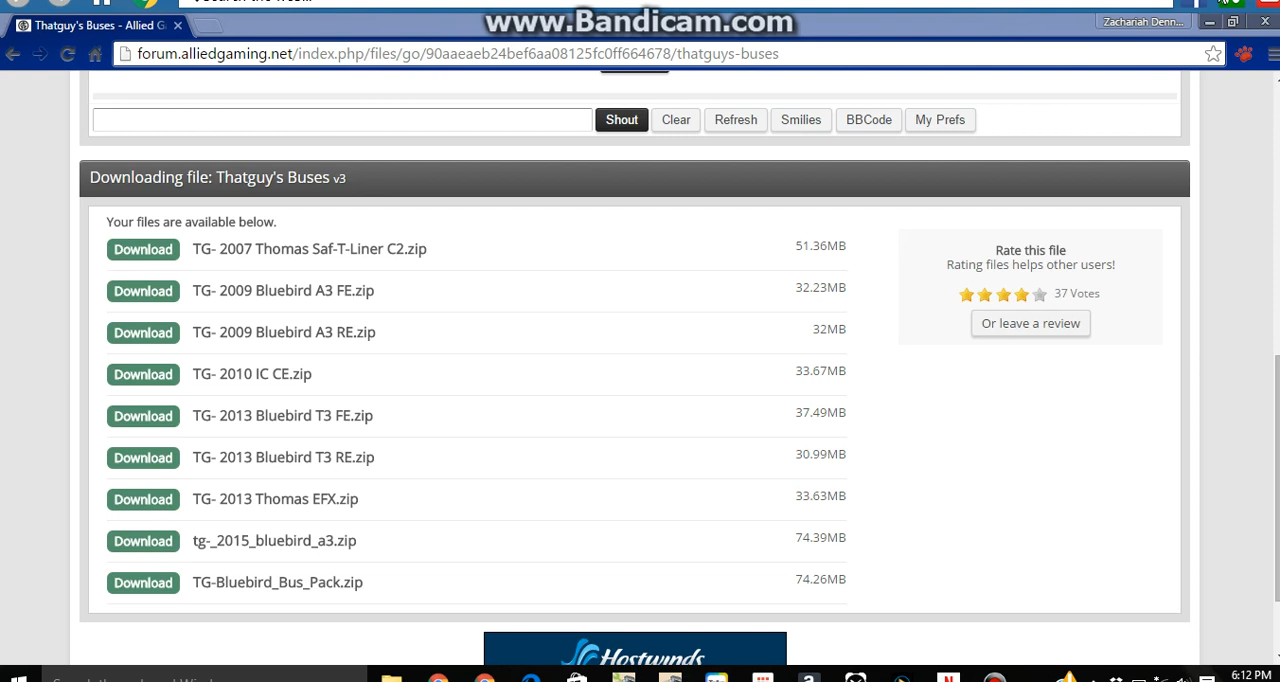 www.Bandicam.com
Thatguy's Buses - Allied G
Zachariah Denn...
forum.alliedgaming.net/index.php/files/go/90aeaeb24bef6aa08125fc0ff664678/thatguys-buses
Shout Clear Refresh Smilies BBCode My Prefs
Downloading file: Thatguy's Buses v3
Your files are available below.
Download TG- 2007 Thomas Saf-T-Liner C2.zip 51.36MB
Download TG- 2009 Bluebird A3 FE.zip 32.23MB
Download TG- 2009 Bluebird A3 RE.zip 32MB
Download TG- 2010 IC CE.zip 33.67MB
Download TG- 2013 Bluebird T3 FE.zip 37.49MB
Download TG- 2013 Bluebird T3 RE.zip 30.99MB
Download TG- 2013 Thomas EFX.zip 33.63MB
Download tg-_2015_bluebird_a3.zip 74.39MB
Download TG-Bluebird_Bus_Pack.zip 74.26MB
Rate this file
Rating files helps other users!
37 Votes
Or leave a review
Hostwinds
6:12 PM